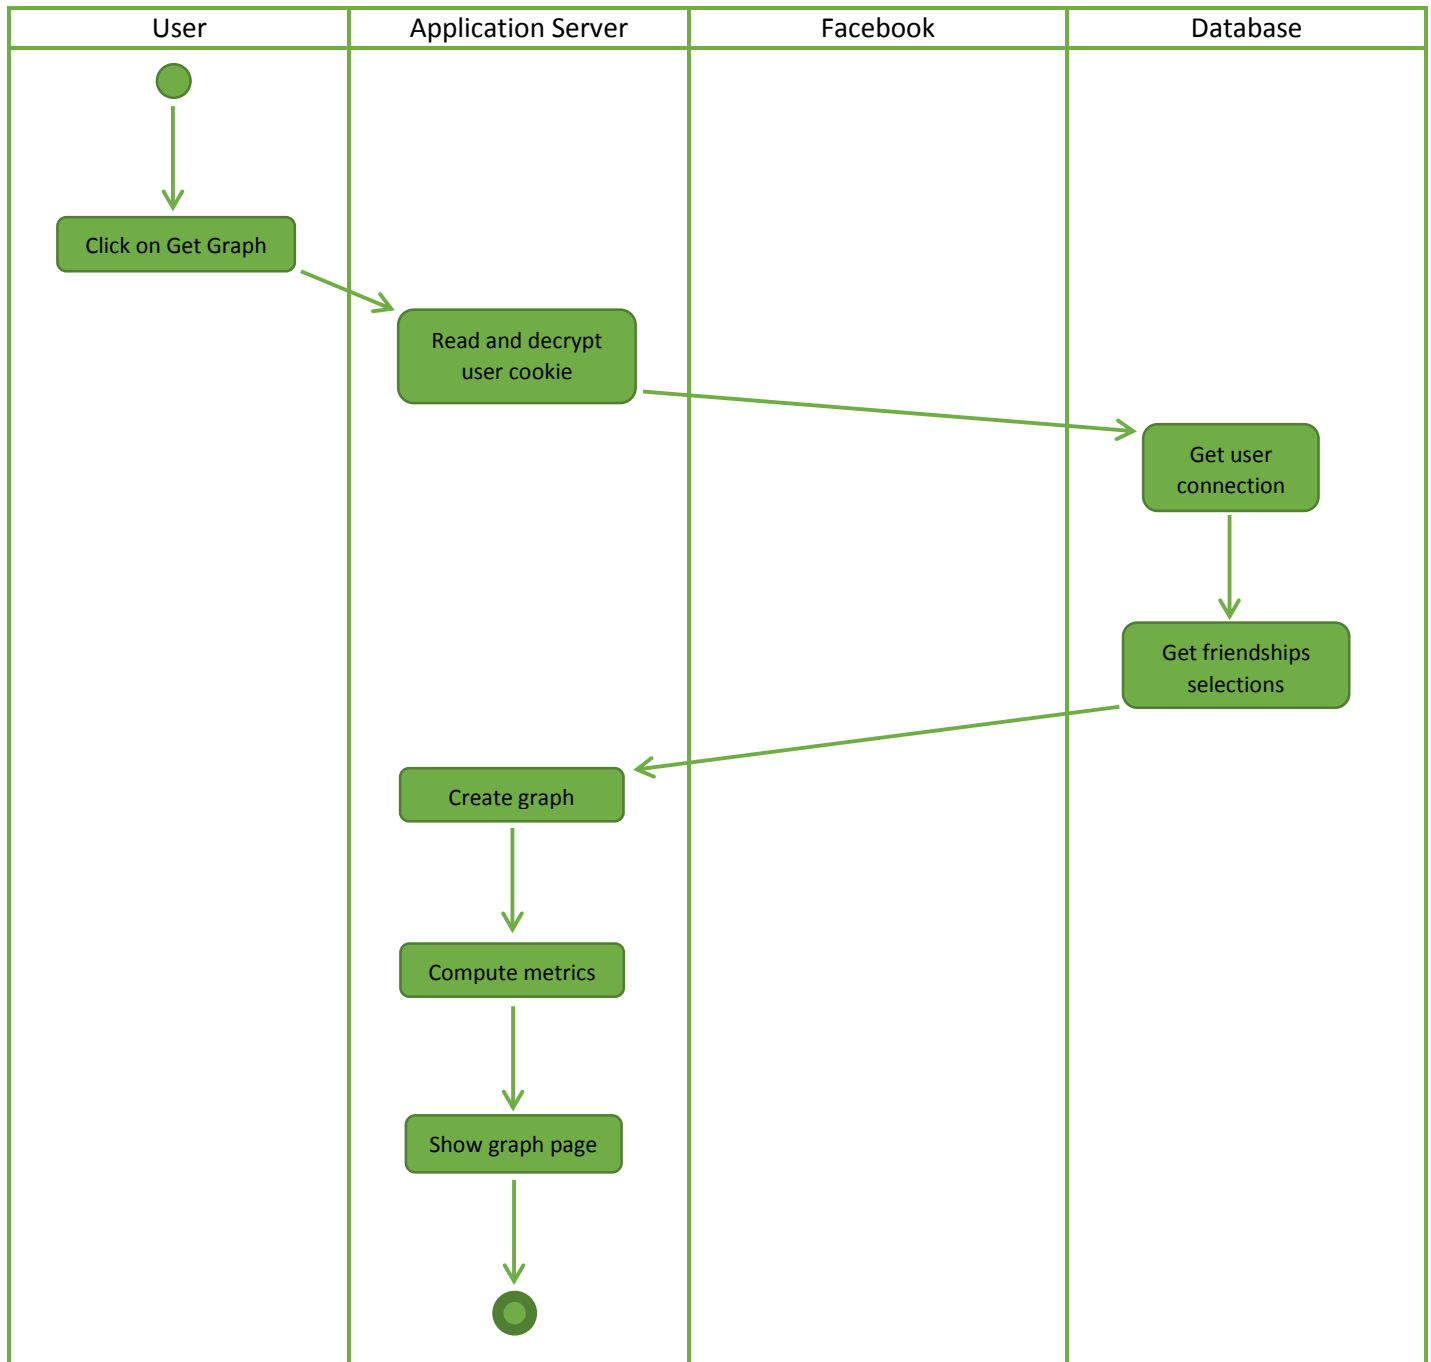 User
Application Server
Facebook
Database
Click on Get Graph
Read and decrypt
user cookie
Get user
connection
Get friendships
selections
Create graph
Compute metrics
Show graph page